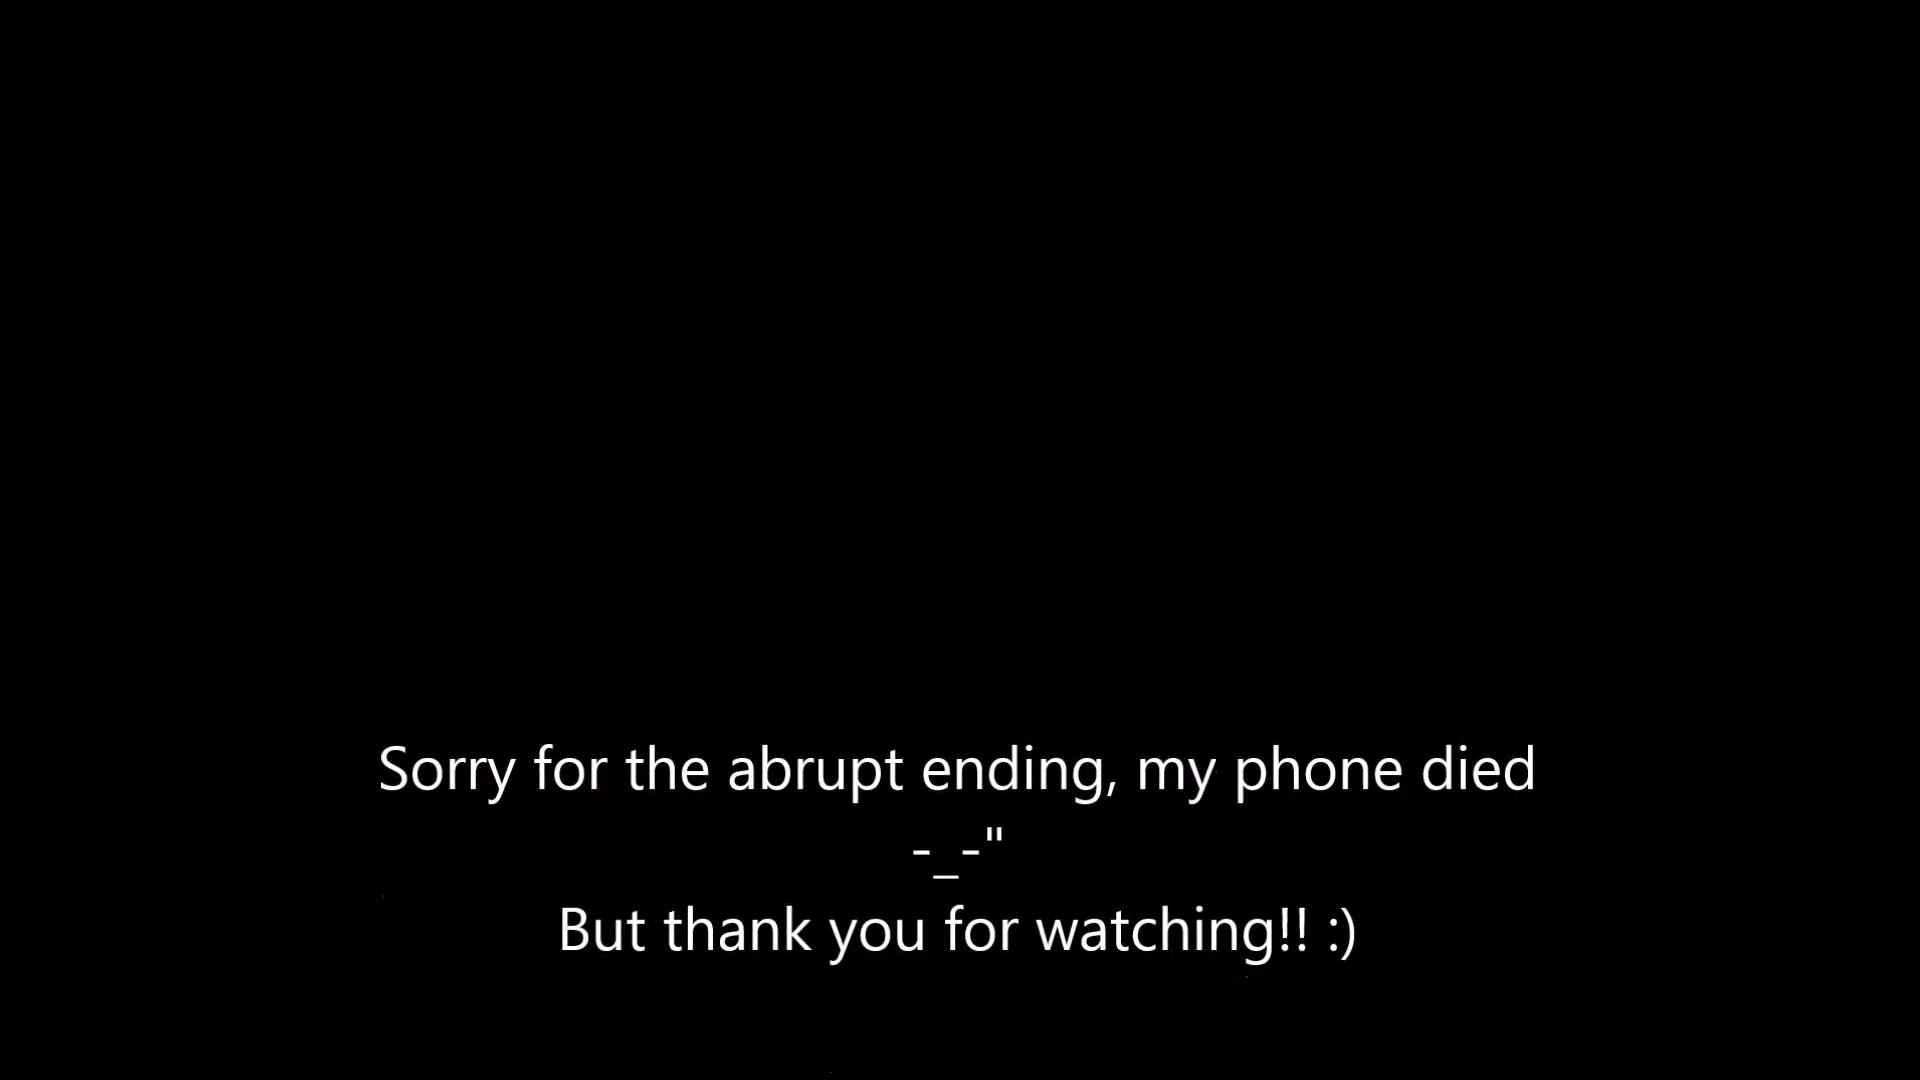 Sorry for the abrupt ending, my phone died
-_-"
But thank you for watching!! :)